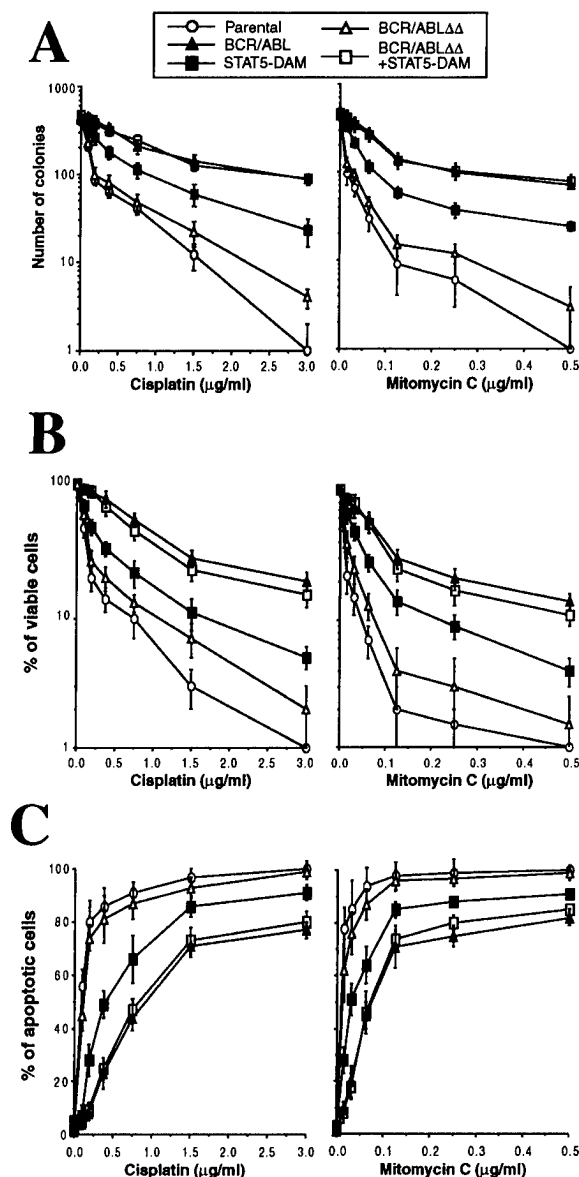 A
Parental
BCR/ABL
STAT5-DAM
BCR/ABLΔΔ
BCR/ABLΔΔ
+STAT5-DAM
Number of colonies
1000
100
10
1
0.0 0.5 1.0 1.5 2.0 2.5 3.0
Cisplatin (µg/ml)
0.0 0.1 0.2 0.3 0.4 0.5
Mitomycin C (µg/ml)
B
% of viable cells
100
10
1
0.0 0.5 1.0 1.5 2.0 2.5 3.0
Cisplatin (µg/ml)
0.0 0.1 0.2 0.3 0.4 0.5
Mitomycin C (µg/ml)
C
% of apoptotic cells
100
80
60
40
20
0
0.0 0.5 1.0 1.5 2.0 2.5 3.0
Cisplatin (µg/ml)
0.0 0.1 0.2 0.3 0.4 0.5
Mitomycin C (µg/ml)